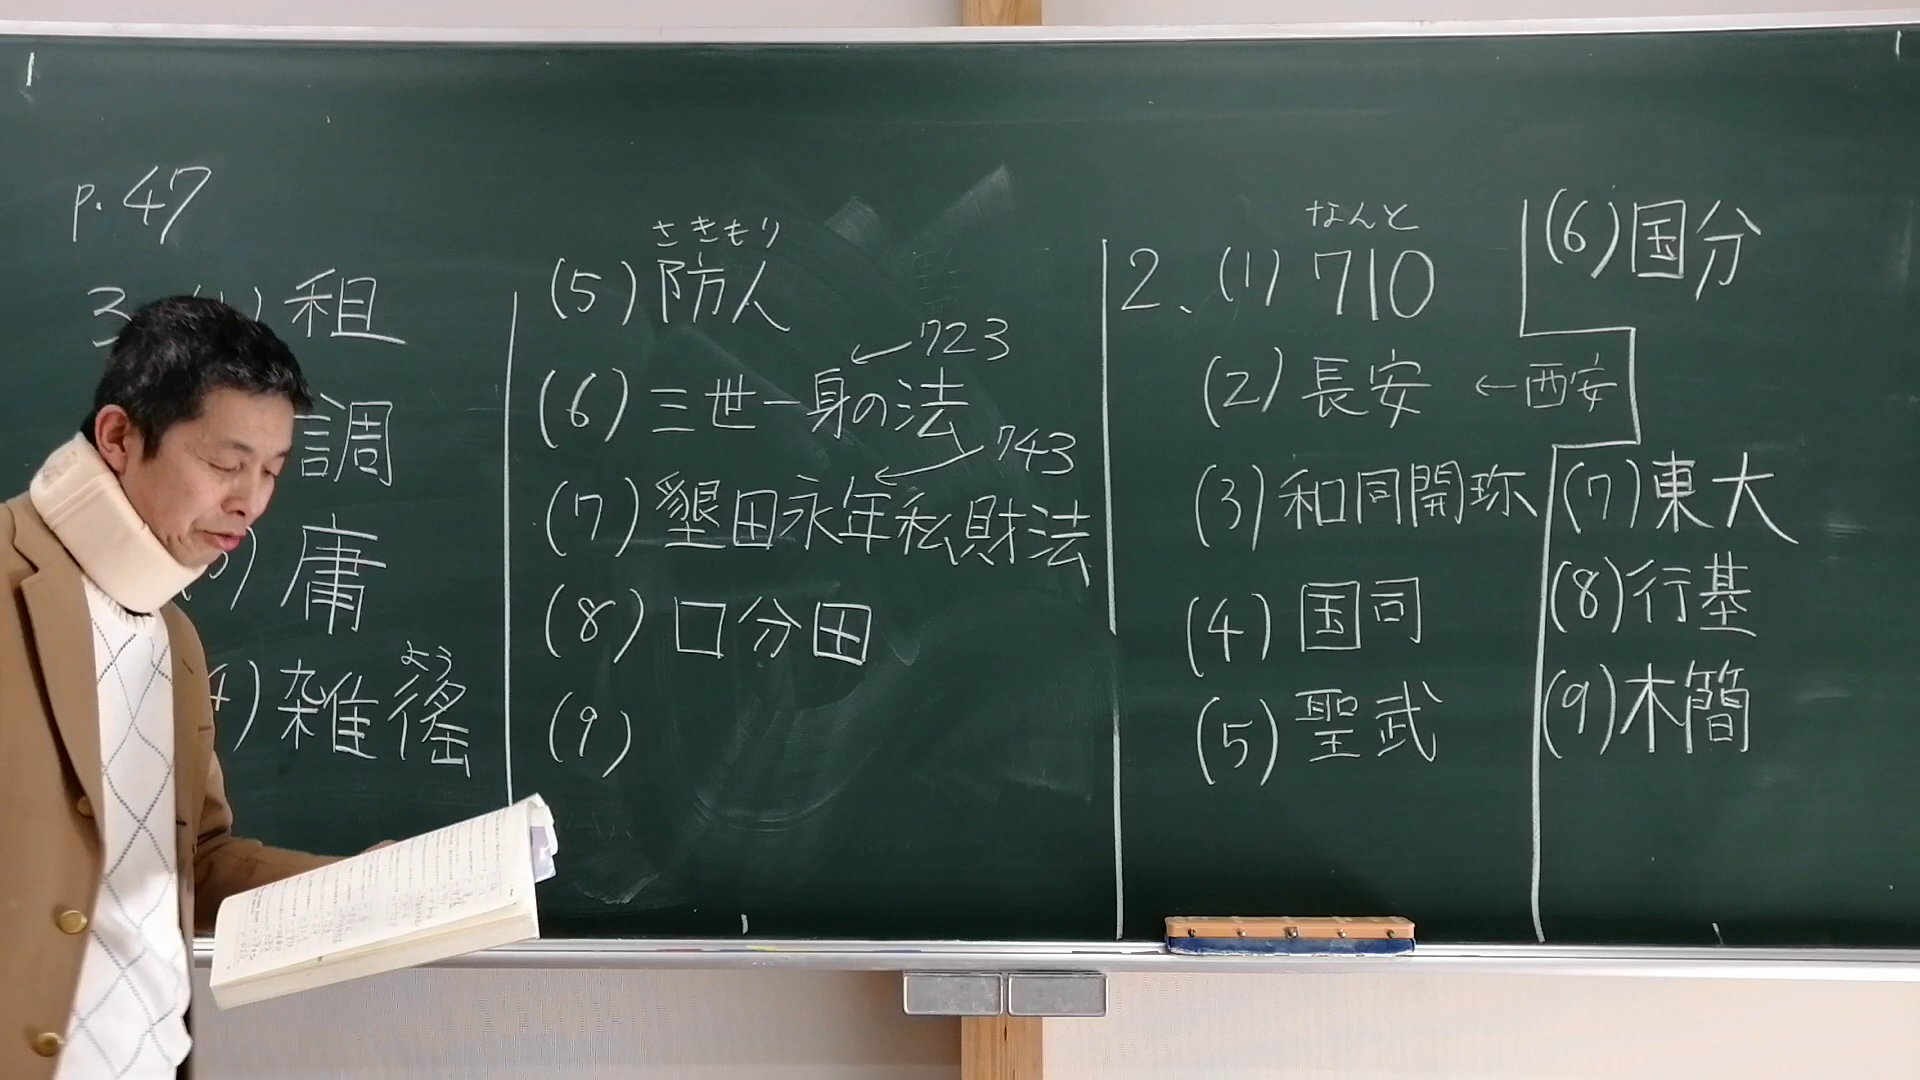 p.47
3 (1) 租
調
(3) 庸
よう
(4) 雑徭
さきもり
(5) 防人
723
(6) 三世一身の法
743
(7) 墾田永年私財法
(8) 口分田
(9)
なんと
2、(1) 710
(2) 長安 ← 西安
(3) 和同開珎
(4) 国司
(5) 聖武
(6) 国分
(7) 東大
(8) 行基
(9) 木簡